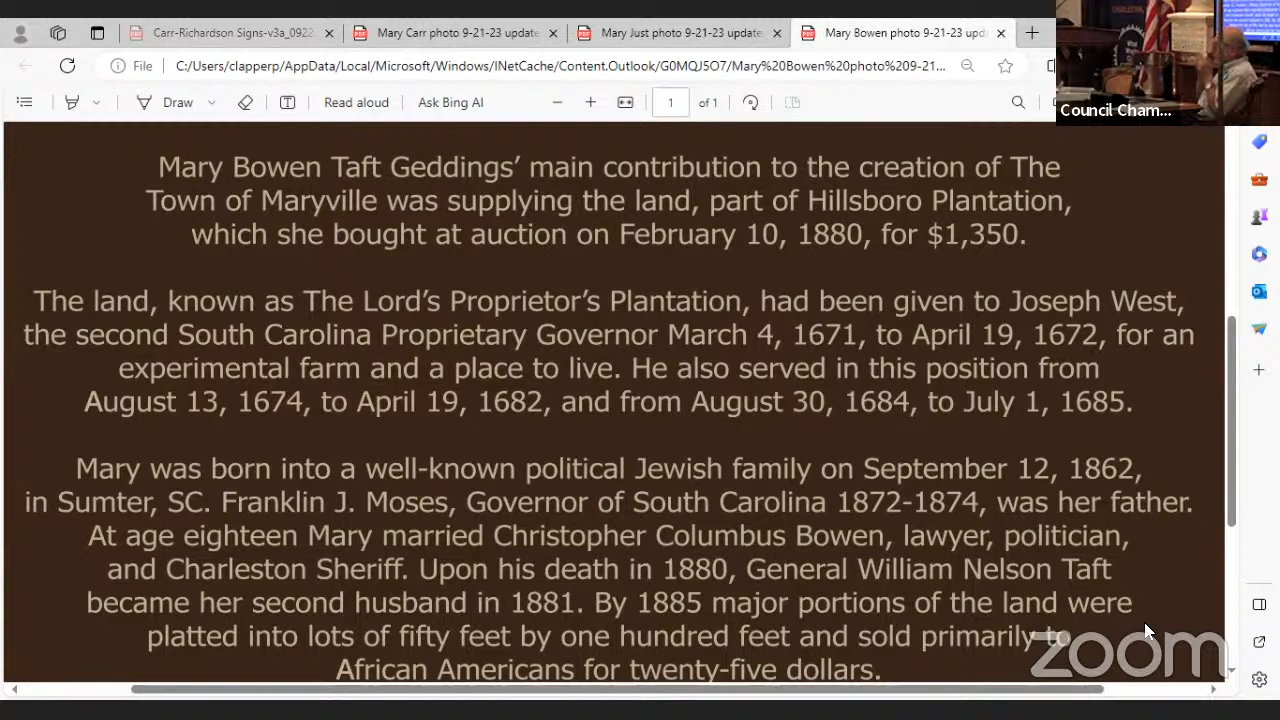 Carr-Richardson Signs-v3a_0922
Mary Carr photo 9-21-23 update
Mary Just photo 9-21-23 update
Mary Bowen photo 9-21-23 upd
File
C:/Users/clapperp/AppData/Local/Microsoft/Windows/INetCache/Content.Outlook/G0MQJ5O7/Mary%20Bowen%20photo%209-21...
Draw
Read aloud
Ask Bing AI
1
of 1
Council Cham...
Mary Bowen Taft Geddings’ main contribution to the creation of The
Town of Maryville was supplying the land, part of Hillsboro Plantation,
which she bought at auction on February 10, 1880, for $1,350.
The land, known as The Lord’s Proprietor’s Plantation, had been given to Joseph West,
the second South Carolina Proprietary Governor March 4, 1671, to April 19, 1672, for an
experimental farm and a place to live. He also served in this position from
August 13, 1674, to April 19, 1682, and from August 30, 1684, to July 1, 1685.
Mary was born into a well-known political Jewish family on September 12, 1862,
in Sumter, SC. Franklin J. Moses, Governor of South Carolina 1872-1874, was her father.
At age eighteen Mary married Christopher Columbus Bowen, lawyer, politician,
and Charleston Sheriff. Upon his death in 1880, General William Nelson Taft
became her second husband in 1881. By 1885 major portions of the land were
platted into lots of fifty feet by one hundred feet and sold primarily to
African Americans for twenty-five dollars.
zoom